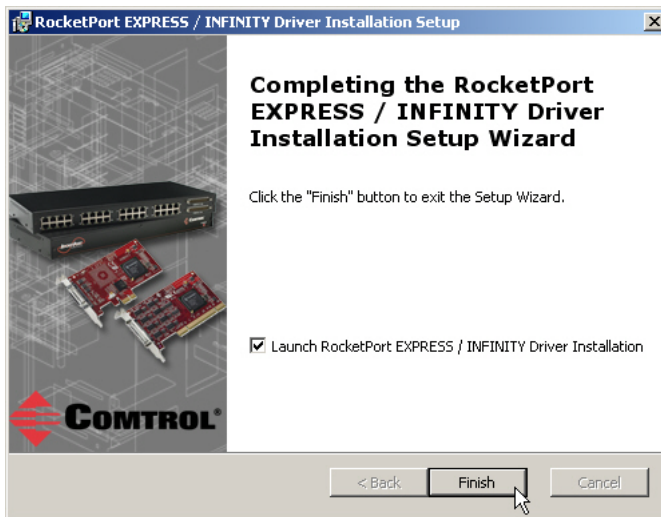 RocketPort EXPRESS / INFINITY Driver Installation Setup
Completing the RocketPort
EXPRESS / INFINITY Driver
Installation Setup Wizard
Click the "Finish" button to exit the Setup Wizard.
Launch RocketPort EXPRESS / INFINITY Driver Installation
COMTROL®
< Back
Finish
Cancel